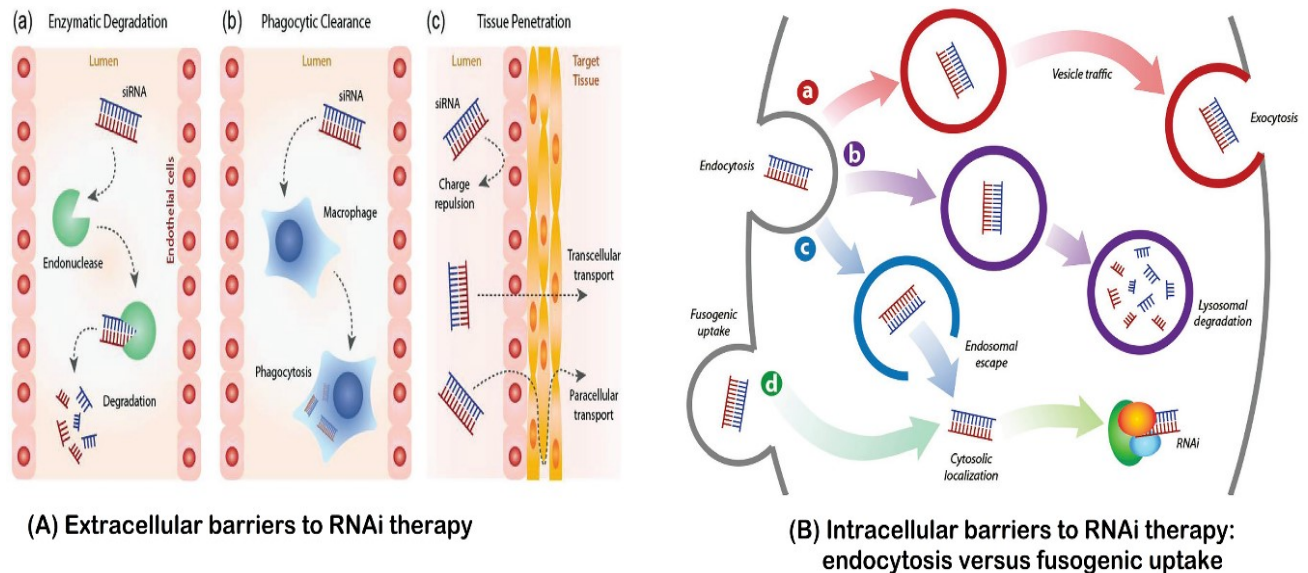 (a) Enzymatic Degradation
Lumen
siRNA
Endothelial cells
Endonuclease
Degradation
(b) Phagocytic Clearance
Lumen
siRNA
Macrophage
Phagocytosis
(c) Tissue Penetration
Lumen
Target
Tissue
siRNA
Charge
repulsion
Transcellular
transport
Paracellular
transport
(A) Extracellular barriers to RNAi therapy
a
Vesicle traffic
Exocytosis
Endocytosis
b
c
Lysosomal
degradation
Fusogenic
uptake
Endosomal
escape
d
Cytosolic
localization
RNAi
(B) Intracellular barriers to RNAi therapy:
endocytosis versus fusogenic uptake